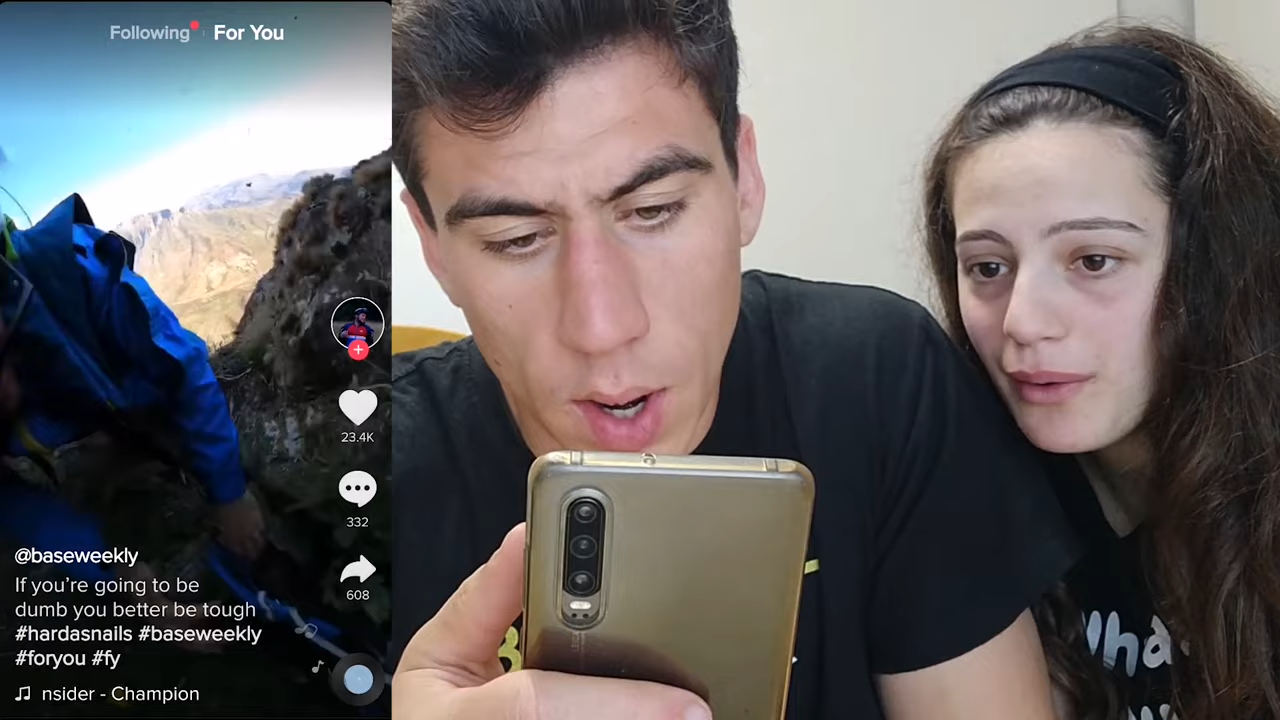 Following For You
23.4K
332
@baseweekly
If you're going to be
dumb you better be tough
608
#hardasnails #baseweekly
#foryou #fy
nsider - Champion